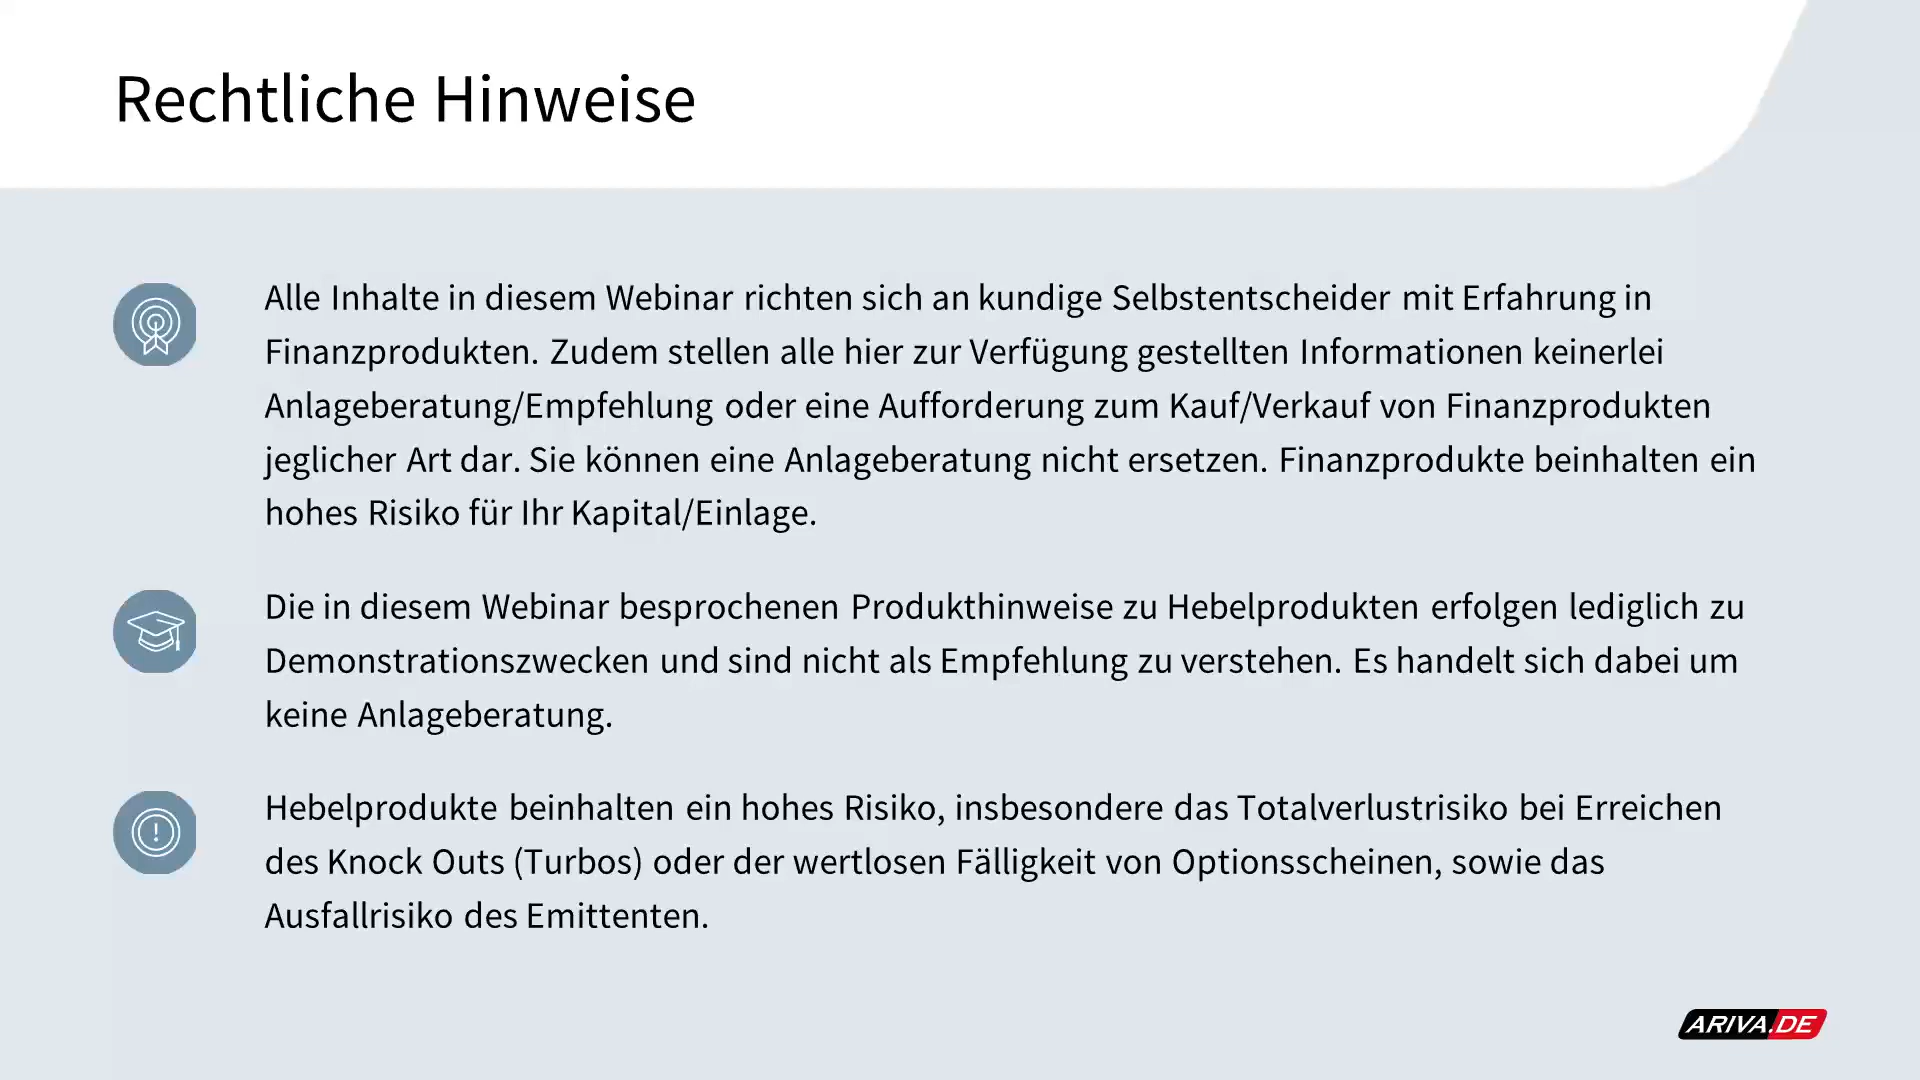 Rechtliche Hinweise
Alle Inhalte in diesem Webinar richten sich an kundige Selbstentscheider mit Erfahrung in
Finanzprodukten. Zudem stellen alle hier zur Verfügung gestellten Informationen keinerlei
Anlageberatung/Empfehlung oder eine Aufforderung zum Kauf/Verkauf von Finanzprodukten
jeglicher Art dar. Sie können eine Anlageberatung nicht ersetzen. Finanzprodukte beinhalten ein
hohes Risiko für Ihr Kapital/Einlage.
Die in diesem Webinar besprochenen Produkthinweise zu Hebelprodukten erfolgen lediglich zu
Demonstrationszwecken und sind nicht als Empfehlung zu verstehen. Es handelt sich dabei um
keine Anlageberatung.
Hebelprodukte beinhalten ein hohes Risiko, insbesondere das Totalverlustrisiko bei Erreichen
des Knock Outs (Turbos) oder der wertlosen Fälligkeit von Optionsscheinen, sowie das
Ausfallrisiko des Emittenten.
ARIVA.DE